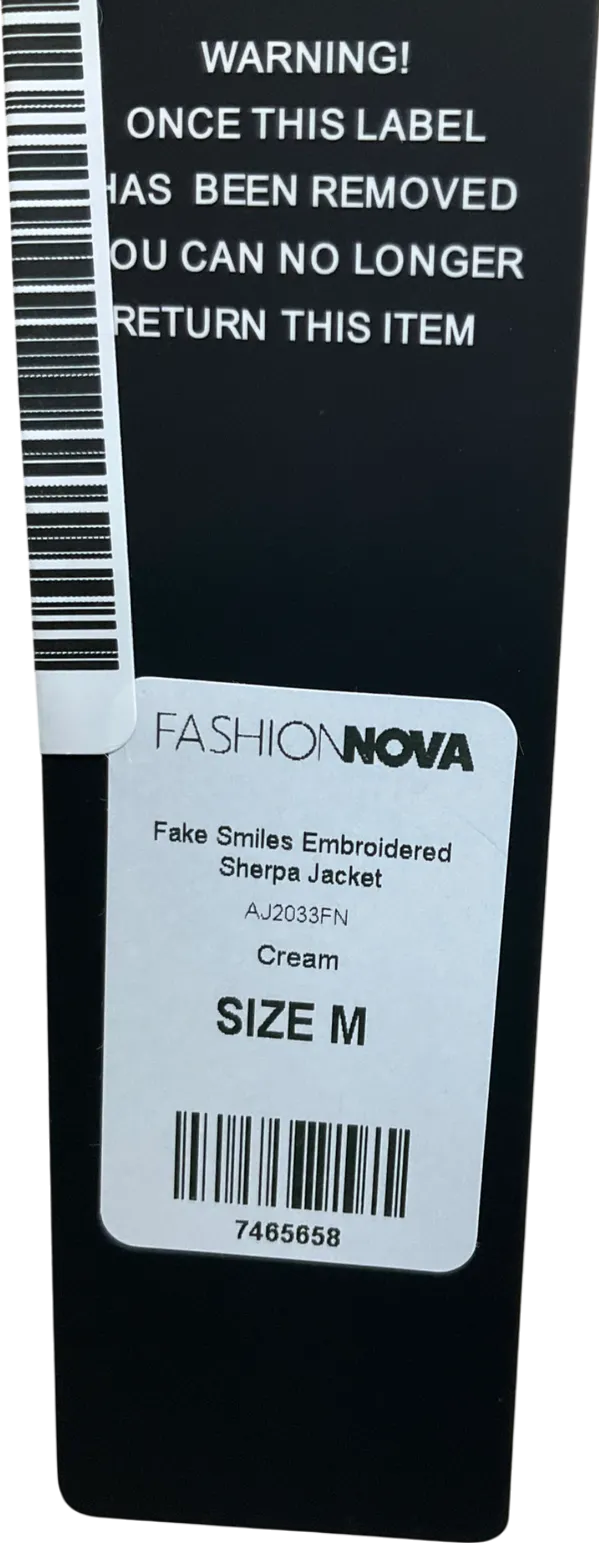 WARNING!
ONCE THIS LABEL
HAS BEEN REMOVED
YOU CAN NO LONGER
RETURN THIS ITEM
FASHIONNOVA
Fake Smiles Embroidered
Sherpa Jacket
AJ2033FN
Cream
SIZE M
7465658